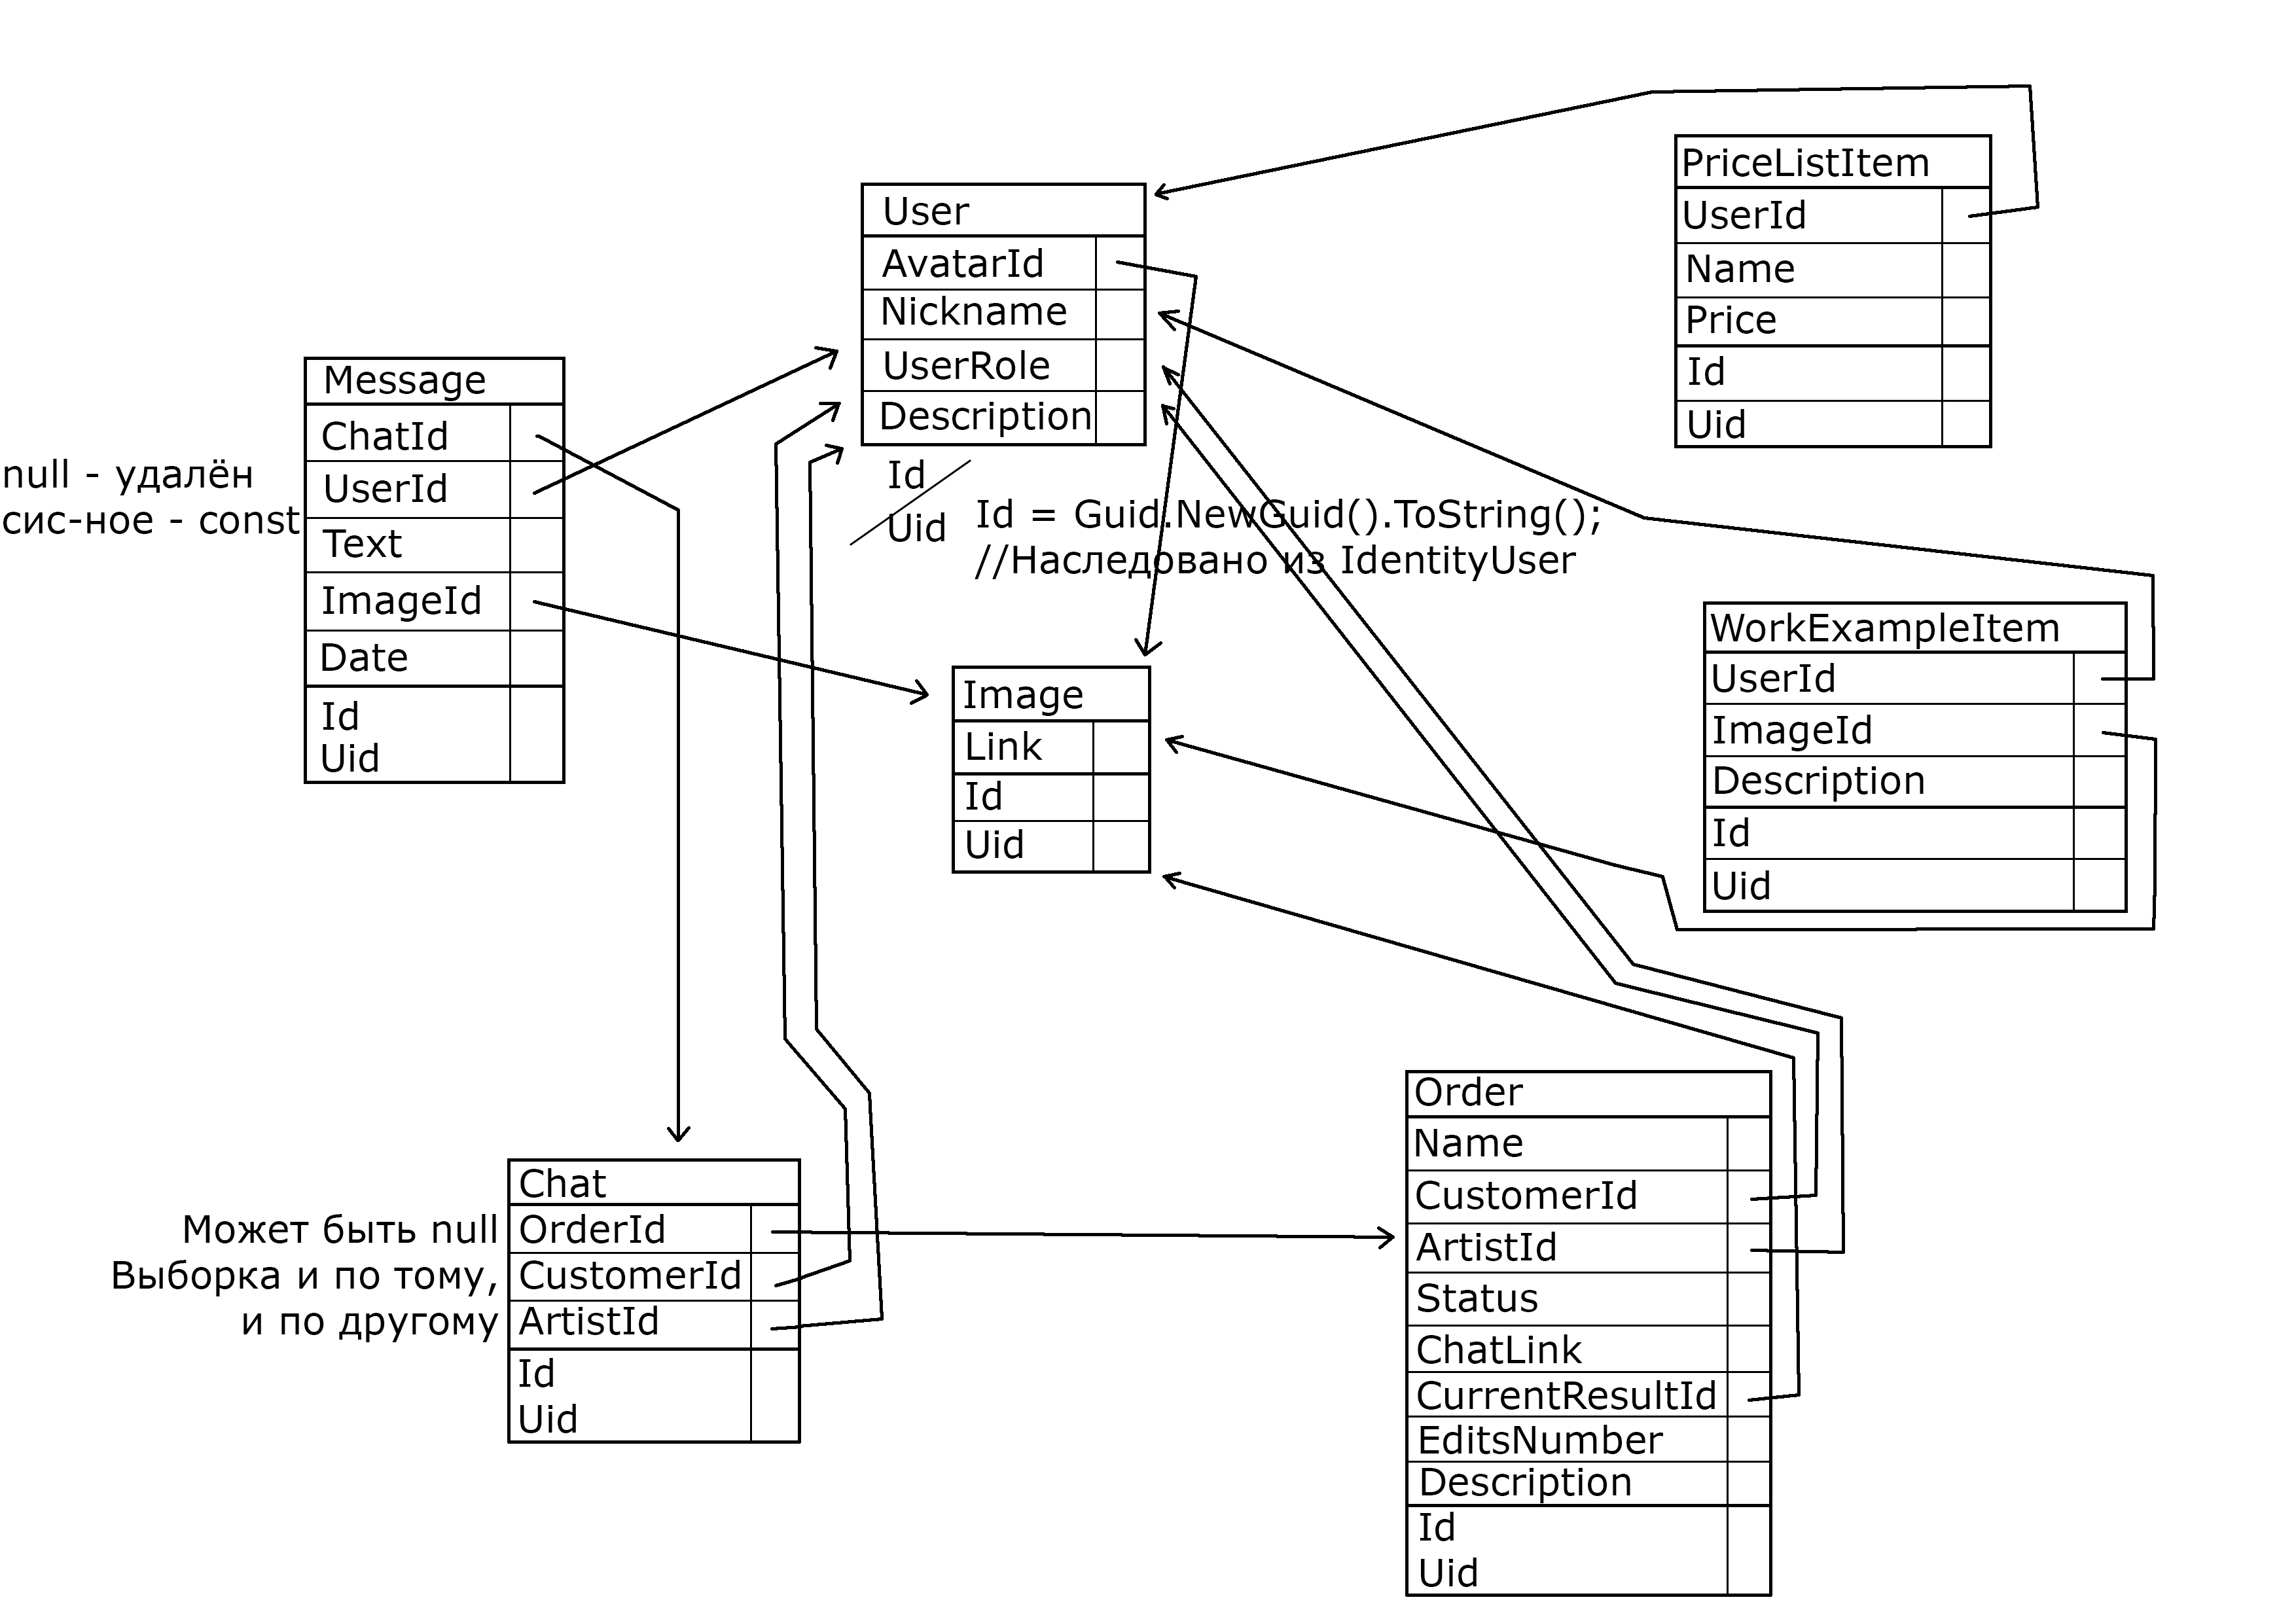 PriceListItem
UserId
Name
Price
Id
Uid
User
AvatarId
Nickname
UserRole
Description
Id
Uid
Id = Guid.NewGuid().ToString();
//Наследовано из IdentityUser
Message
ChatId
UserId
Text
ImageId
Date
Id
Uid
null - удалён
сис-ное - const
Image
Link
Id
Uid
WorkExampleItem
UserId
ImageId
Description
Id
Uid
Chat
OrderId
CustomerId
ArtistId
Id
Uid
Может быть null
Выборка и по тому,
и по другому
Order
Name
CustomerId
ArtistId
Status
ChatLink
CurrentResultId
EditsNumber
Description
Id
Uid